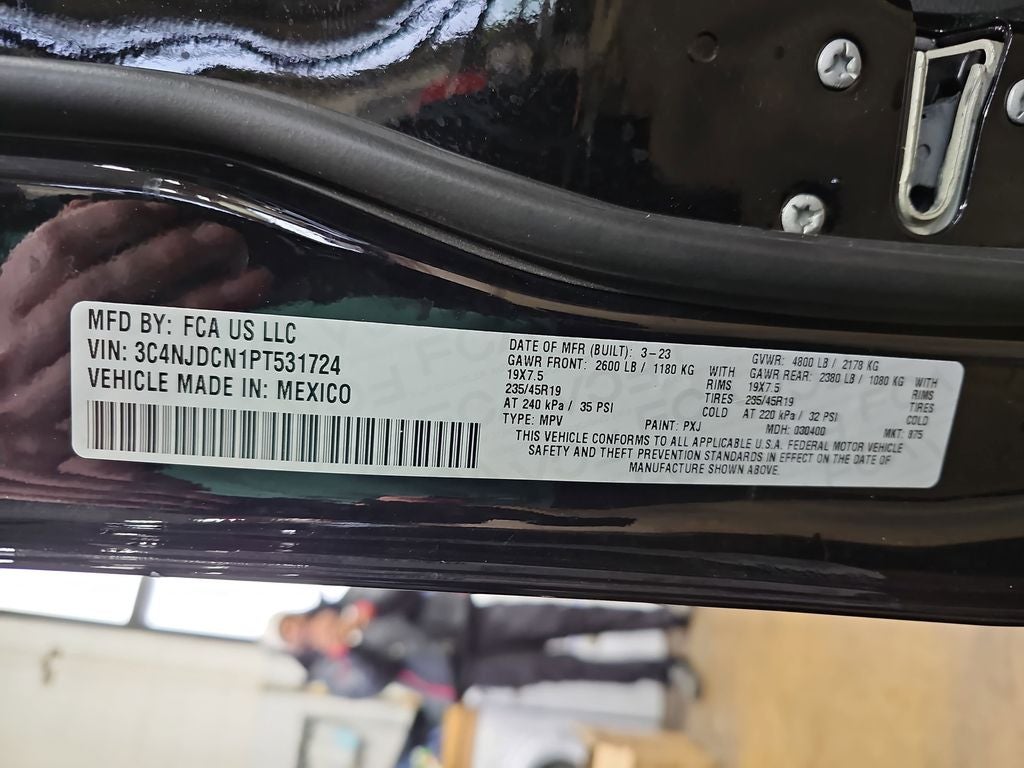 MFD BY: FCA US LLC
VIN: 3C4NJDCN1PT531724
VEHICLE MADE IN: MEXICO
DATE OF MFR (BUILT): 3-23 GVWR: 4800 LB / 2178 KG
GAWR FRONT: 2600 LB / 1180 KG WITH GAWR REAR: 2380 LB / 1080 KG WITH
19X7.5 RIMS 19X7.5 RIMS
235/45R19 TIRES 235/45R19 TIRES
AT 240 kPa / 35 PSI COLD AT 220 kPa / 32 PSI COLD
TYPE: MPV PAINT: PXJ MDH: 030400 MKT: 975
THIS VEHICLE CONFORMS TO ALL APPLICABLE U.S.A. FEDERAL MOTOR VEHICLE
SAFETY AND THEFT PREVENTION STANDARDS IN EFFECT ON THE DATE OF
MANUFACTURE SHOWN ABOVE.